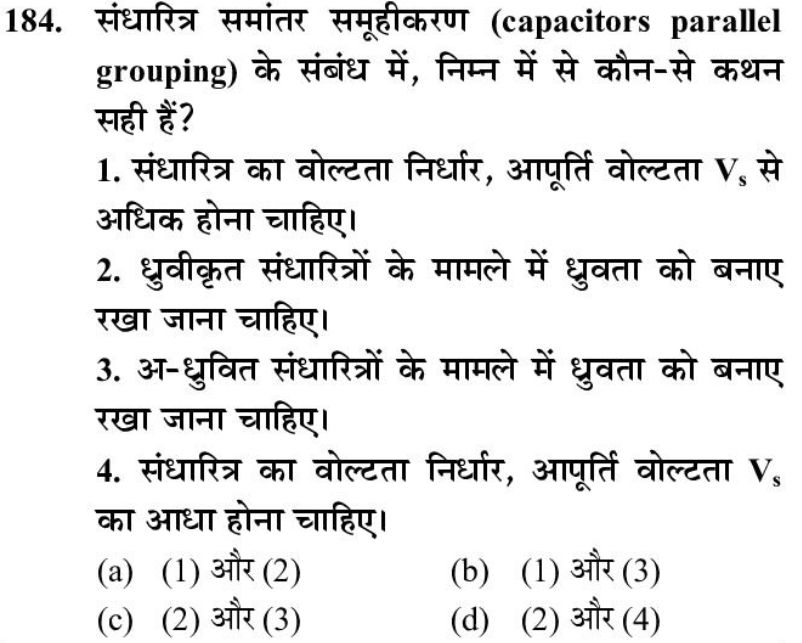 184. संधारित्र समांतर समूहीकरण (capacitors parallel
grouping) के संबंध में, निम्न में से कौन-से कथन
सही हैं?
1. संधारित्र का वोल्टता निर्धार, आपूर्ति वोल्टता Vₛ से
अधिक होना चाहिए।
2. ध्रुवीकृत संधारित्रों के मामले में ध्रुवता को बनाए
रखा जाना चाहिए।
3. अ-ध्रुवित संधारित्रों के मामले में ध्रुवता को बनाए
रखा जाना चाहिए।
4. संधारित्र का वोल्टता निर्धार, आपूर्ति वोल्टता Vₛ
का आधा होना चाहिए।
(a) (1) और (2) (b) (1) और (3)
(c) (2) और (3) (d) (2) और (4)